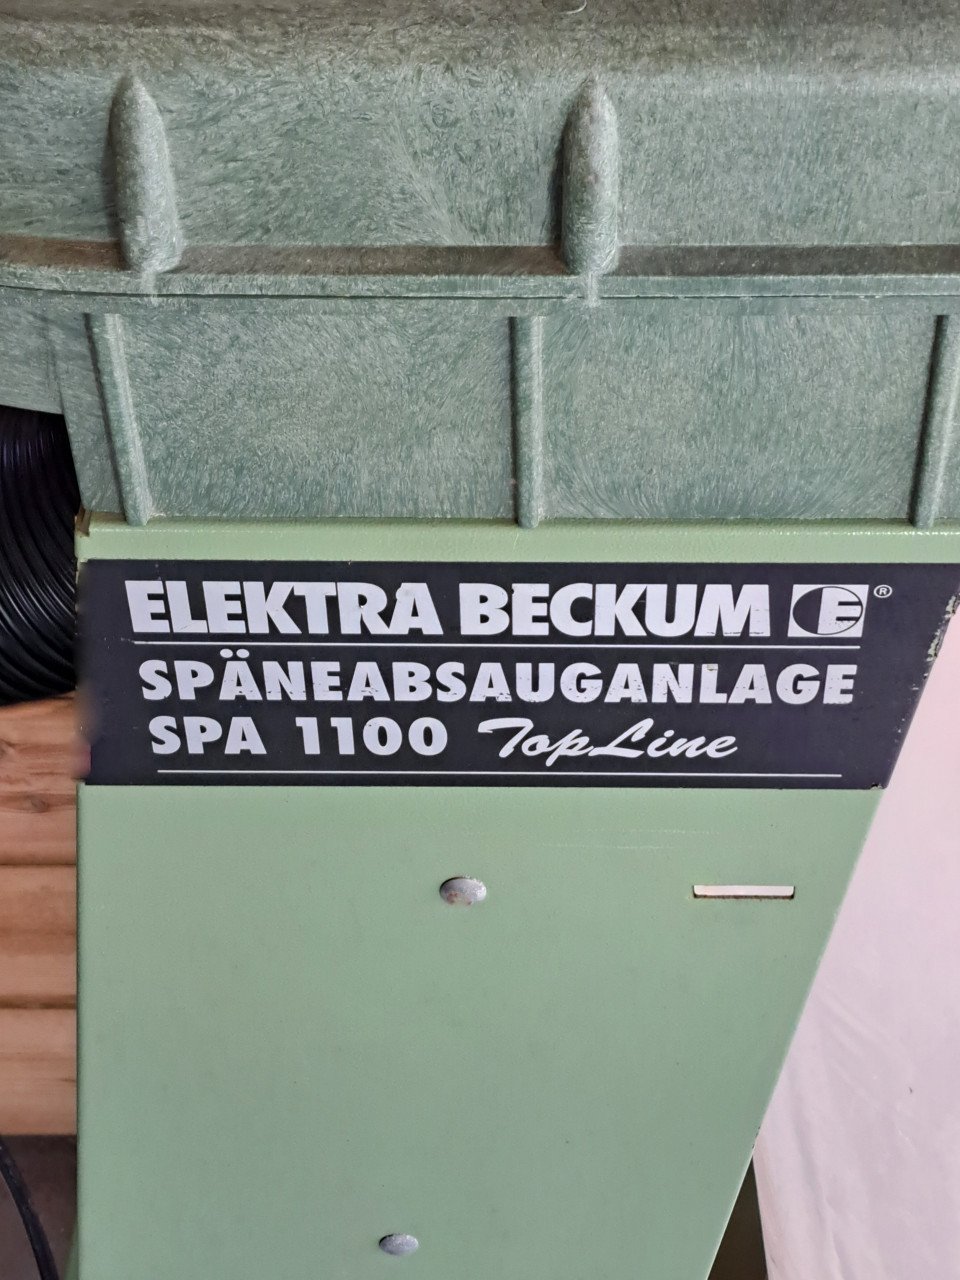 ELEKTRA BECKUM E®
SPÄNEABSAUGANLAGE
SPA 1100 TopLine